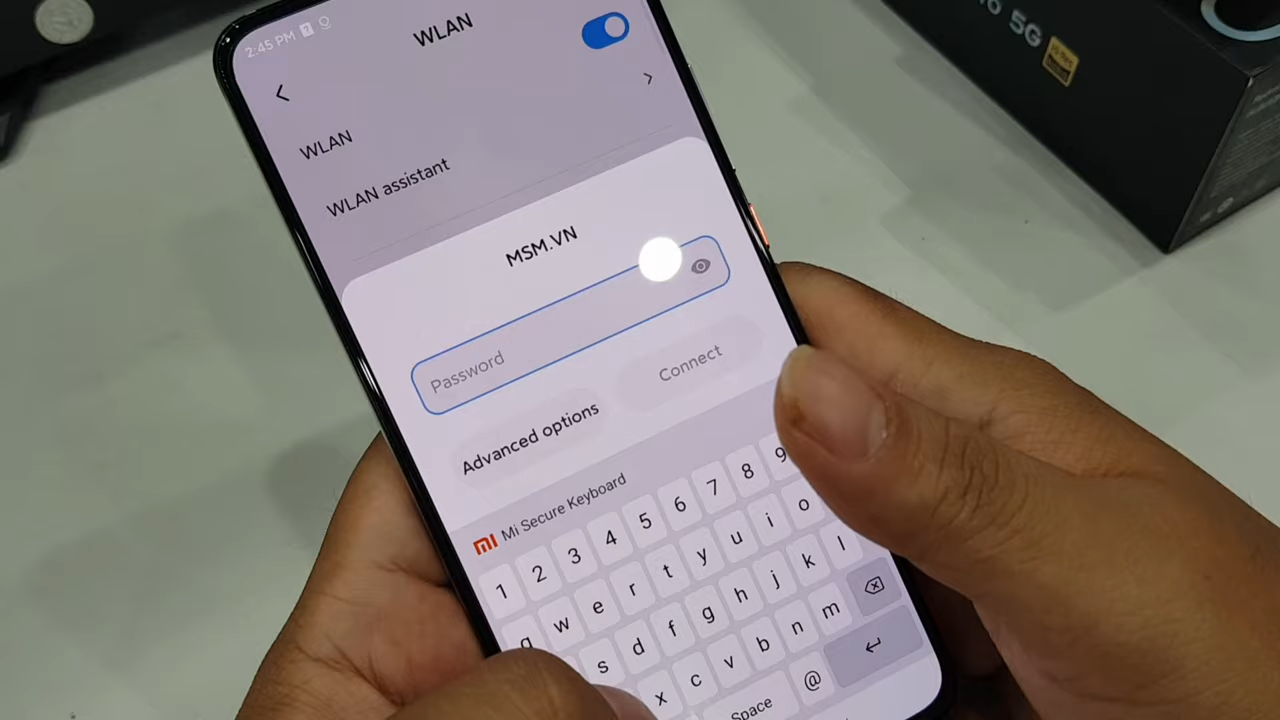 2:45 PM
WLAN
WLAN
WLAN assistant
MSM.VN
Password
Advanced options
Connect
mi Mi Secure Keyboard
1 2 3 4 5 6 7 8 9
q w e r t y u i o
s d f g h j k l
x c v b n m
Space @
5G